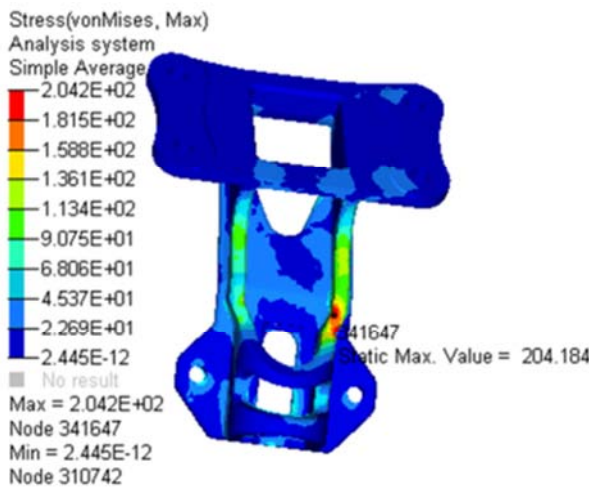 Stress(vonMises, Max)
Analysis system
Simple Average
2.042E+02
1.815E+02
1.588E+02
1.361E+02
1.134E+02
9.075E+01
6.806E+01
4.537E+01
2.269E+01
2.445E-12
No result
Max = 2.042E+02
Node 341647
Min = 2.445E-12
Node 310742
41647
Static Max. Value = 204.184